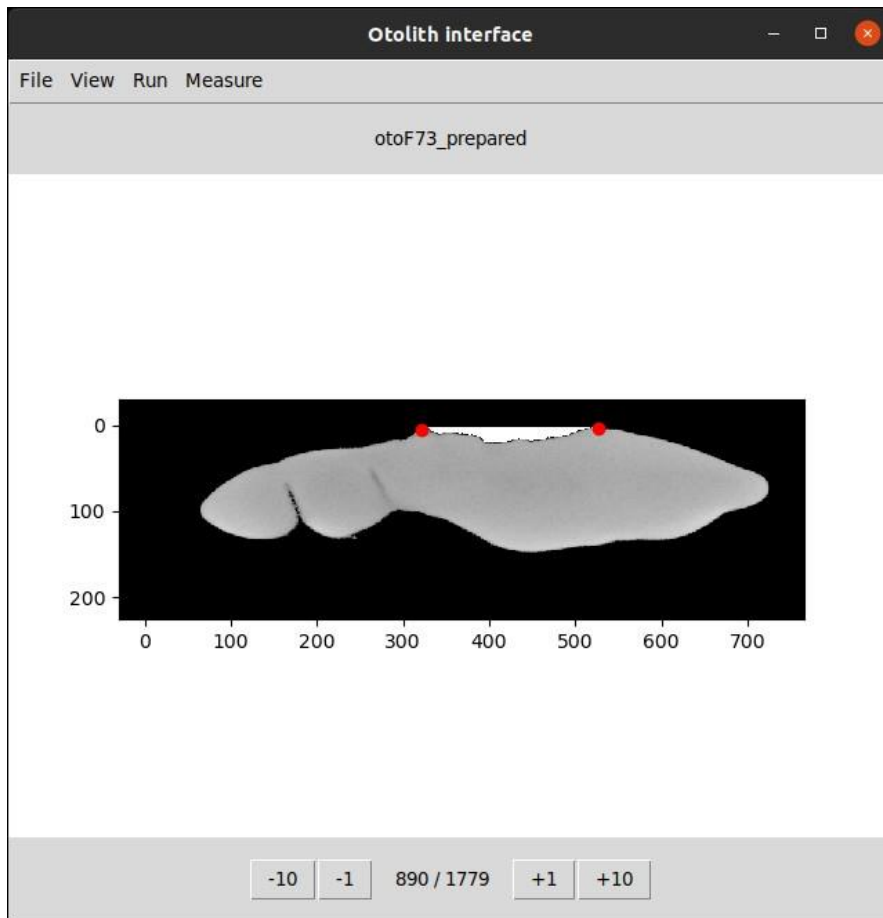 Otolith interface
File View Run Measure
otoF73_prepared
0
100
200
0 100 200 300 400 500 600 700
-10 -1 890 / 1779 +1 +10